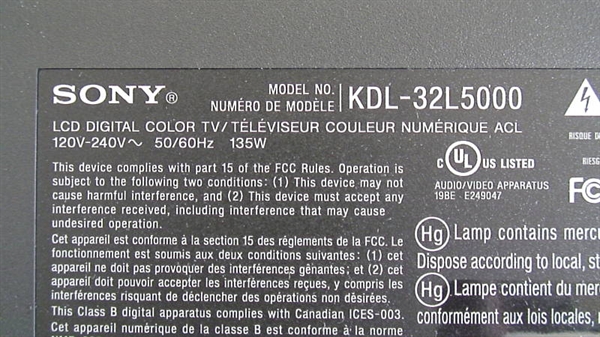 SONY®
MODEL NO.
NUMÉRO DE MODÈLE
KDL-32L5000
LCD DIGITAL COLOR TV/TÉLÉVISEUR COULEUR NUMÉRIQUE ACL
120V-240V~ 50/60Hz 135W
This device complies with part 15 of the FCC Rules. Operation is
subject to the following two conditions: (1) This device may not
cause harmful interference, and (2) This device must accept any
interference received, including interference that may cause
undesired operation.
Cet appareil est conforme à la section 15 des réglements de la FCC. Le
fonctionnement est soumis aux deux conditions suivantes: (1) cet
appareil ne doit pas provoquer des interférences gênantes; et (2) cet
appareil doit pouvoir accepter les interférences reçues, y compris les
interférences risquant de déclencher des opérations non désirées.
This Class B digital apparatus complies with Canadian ICES-003.
Cet appareil numérique de la classe B est conforme à la norme
C UL US LISTED
AUDIO/VIDEO APPARATUS
19BE · E249047
RISQUE D
RIESG
FC
Hg Lamp contains mercu
Dispose according to local, st
Hg Lampe contient du mer
conformément aux lois locales,